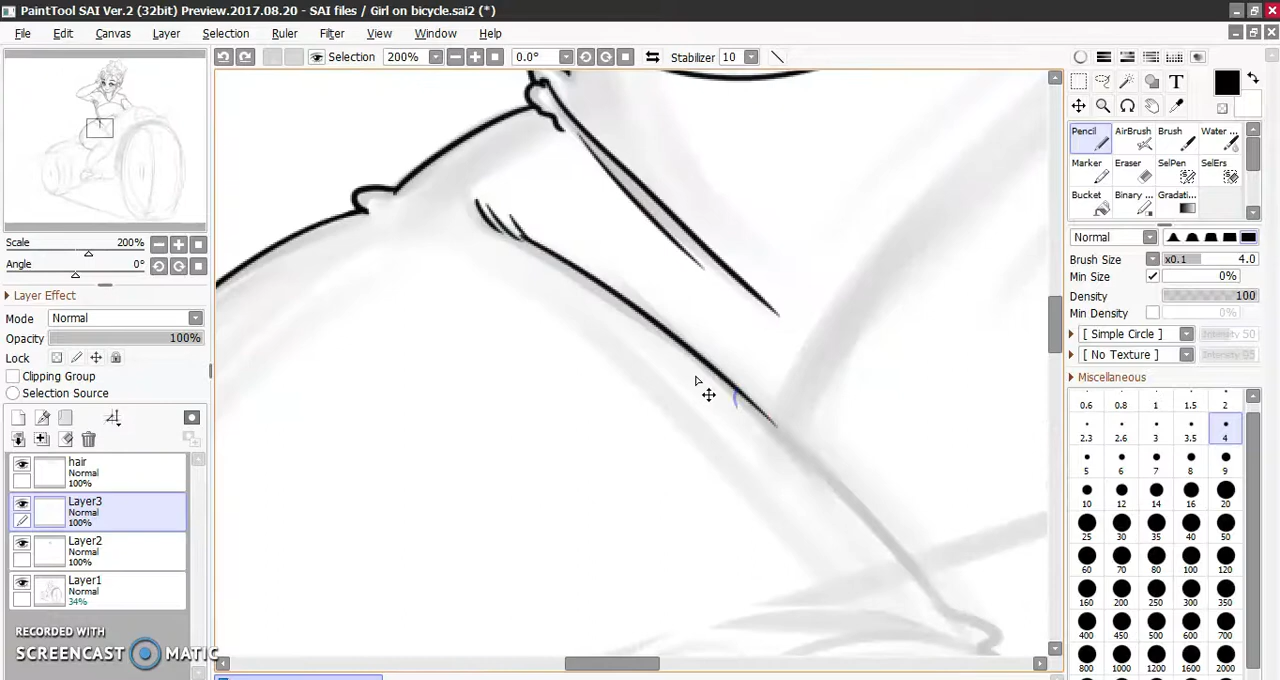 PaintTool SAI Ver.2 (32bit) Preview.2017.08.20 - SAI files / Girl on bicycle.sai2 (*)
File Edit Canvas Layer Selection Ruler Filter View Window Help
Selection 200% 0.0° Stabilizer 10
T
Scale 200%
Angle 0°
Layer Effect
Mode Normal
Opacity 100%
Lock
Clipping Group
Selection Source
hair
Normal
100%
Layer3
Normal
100%
Layer2
Normal
100%
Layer1
Normal
34%
RECORDED WITH
SCREENCAST MATIC
Pencil AirBrush Brush Water ...
Marker Eraser SelPen SelErs
Bucket Binary ... Gradati...
Normal
Brush Size x0.1 4.0
Min Size 0%
Density 100
Min Density 0%
[ Simple Circle ] Intensity 50
[ No Texture ] Intensity 95
Miscellaneous
0.6 0.8 1 1.5 2
2.3 2.6 3 3.5 4
5 6 7 8 9
10 12 14 16 20
25 30 35 40 50
60 70 80 100 120
160 200 250 300 350
400 450 500 600 700
800 1000 1200 1600 2000